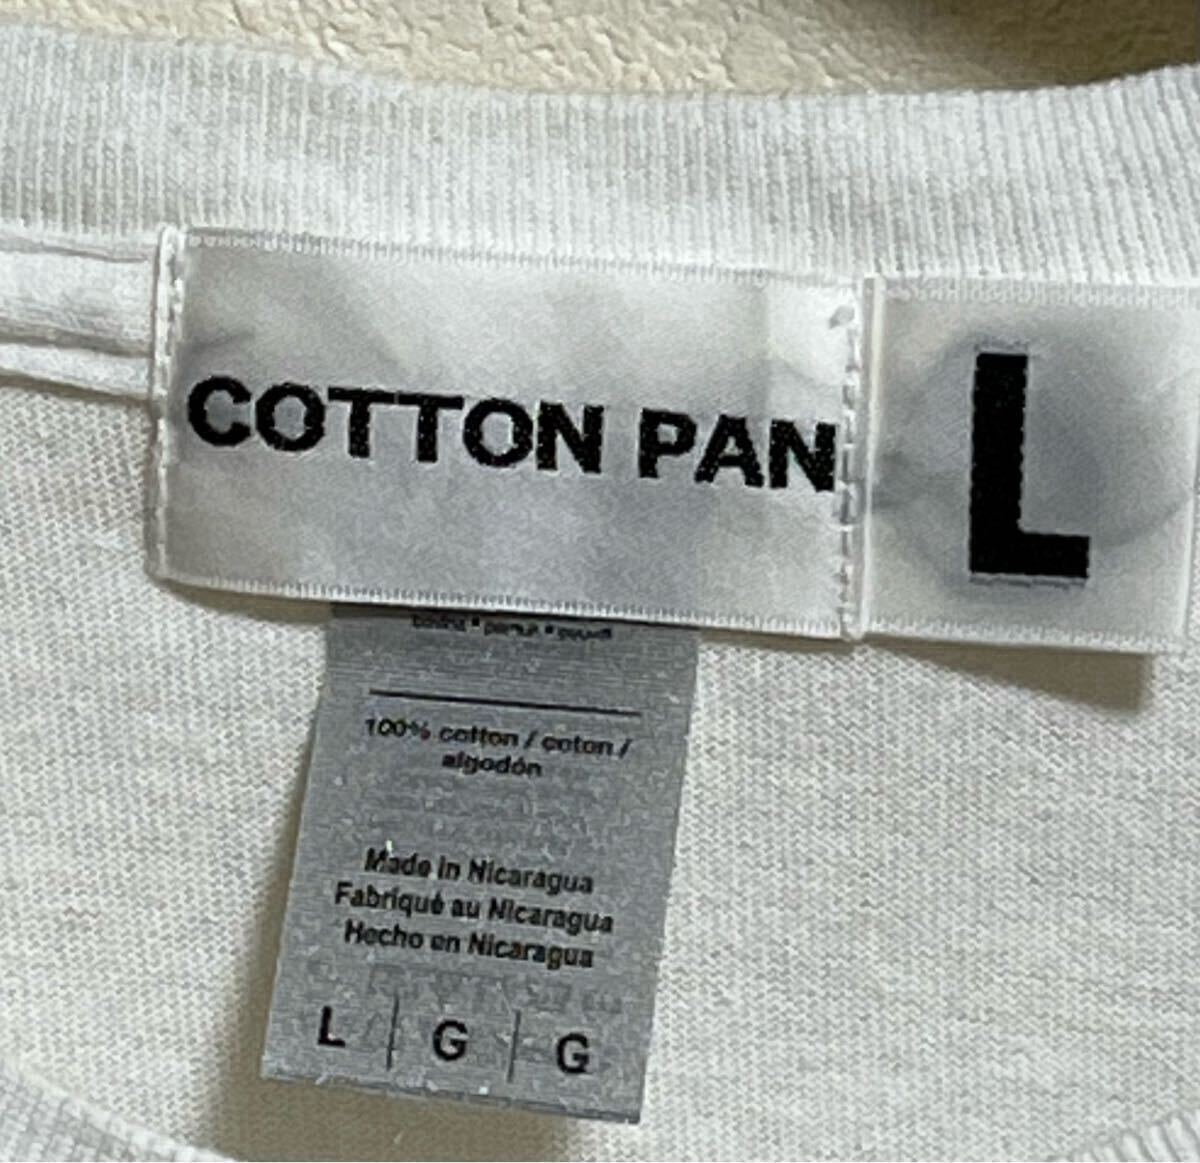 COTTON PAN
L
100% cotton / coton /
algodón
Made in Nicaragua
Fabriqué au Nicaragua
Hecho en Nicaragua
L | G | G